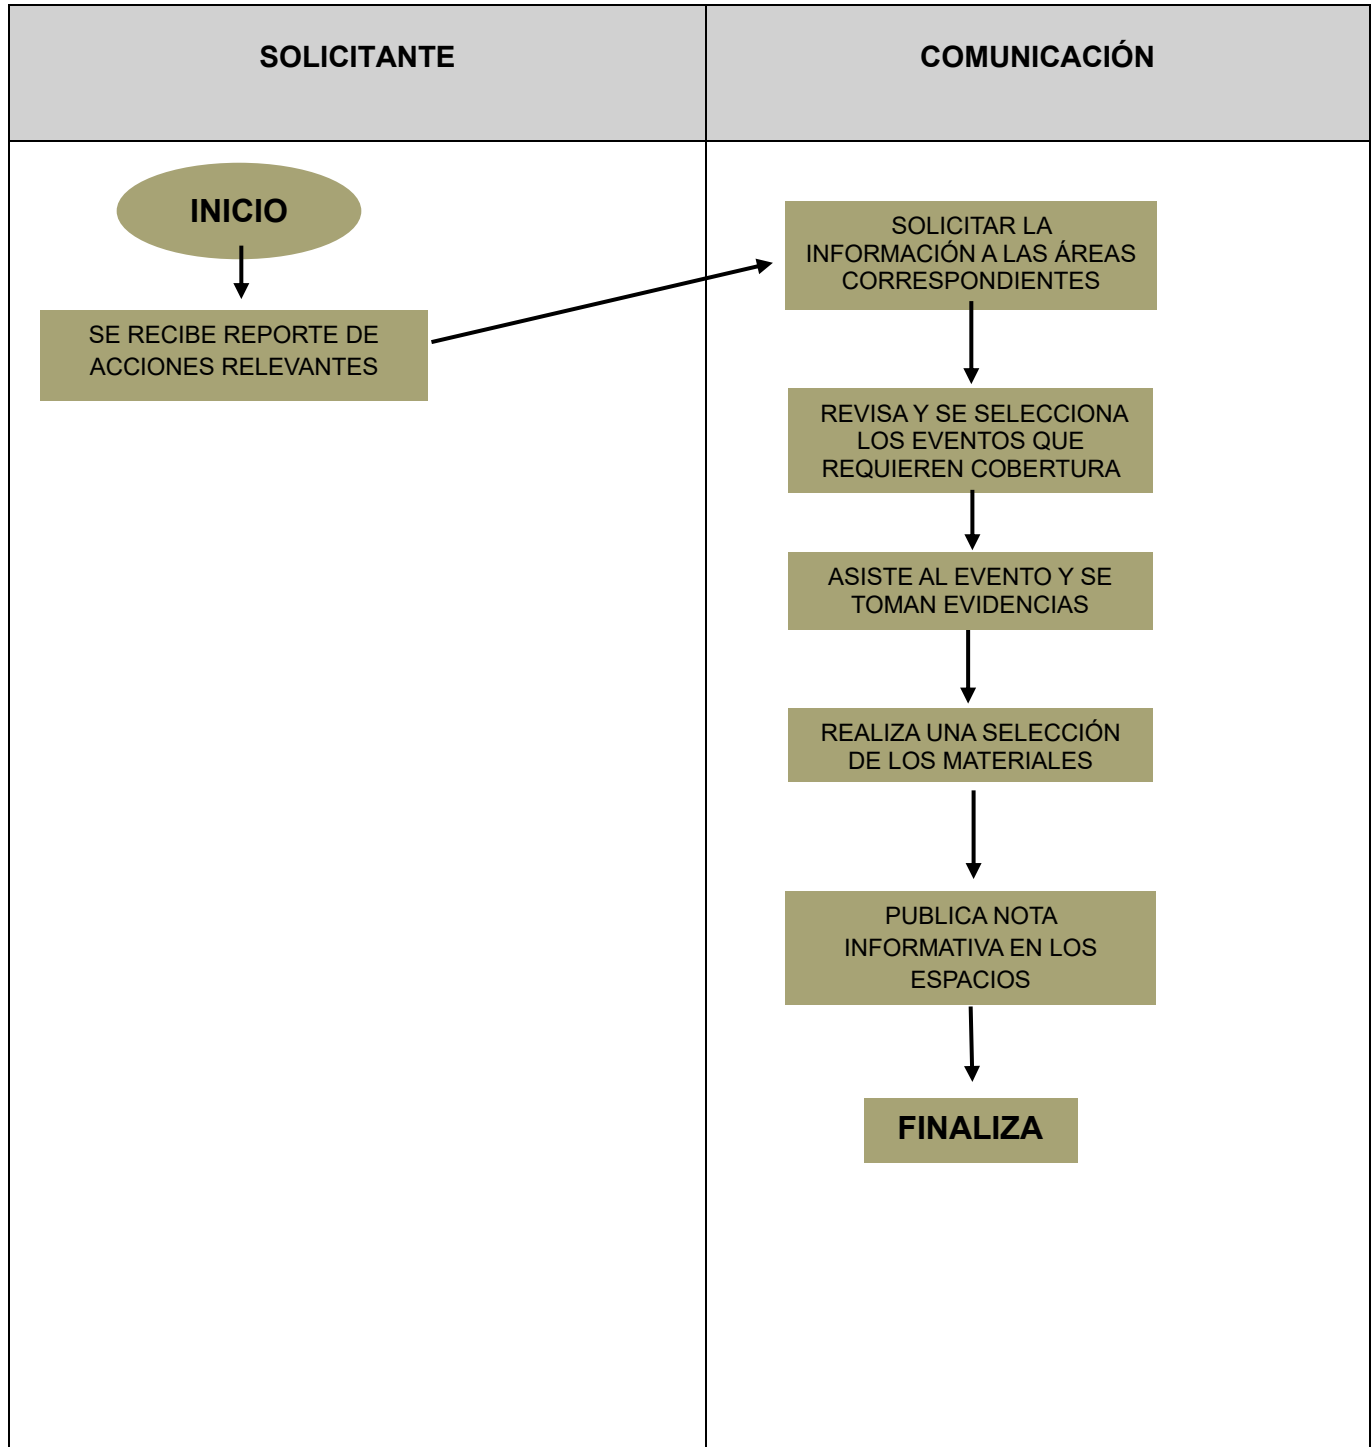 SOLICITANTE
COMUNICACIÓN
INICIO
SE RECIBE REPORTE DE
ACCIONES RELEVANTES
SOLICITAR LA
INFORMACIÓN A LAS ÁREAS
CORRESPONDIENTES
REVISA Y SE SELECCIONA
LOS EVENTOS QUE
REQUIEREN COBERTURA
ASISTE AL EVENTO Y SE
TOMAN EVIDENCIAS
REALIZA UNA SELECCIÓN
DE LOS MATERIALES
PUBLICA NOTA
INFORMATIVA EN LOS
ESPACIOS
FINALIZA